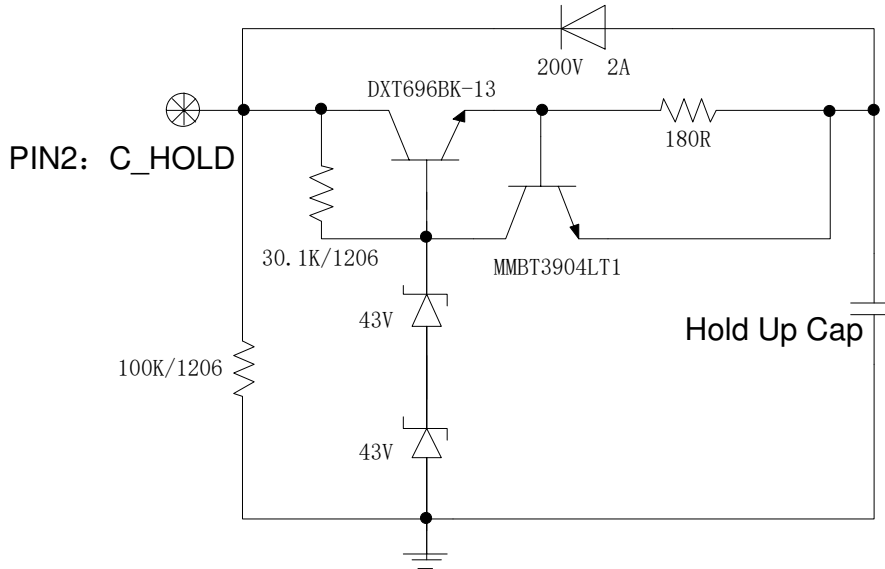 200V 2A
DXT696BK-13
180R
PIN2：C_HOLD
30.1K/1206
MMBT3904LT1
43V
Hold Up Cap
100K/1206
43V